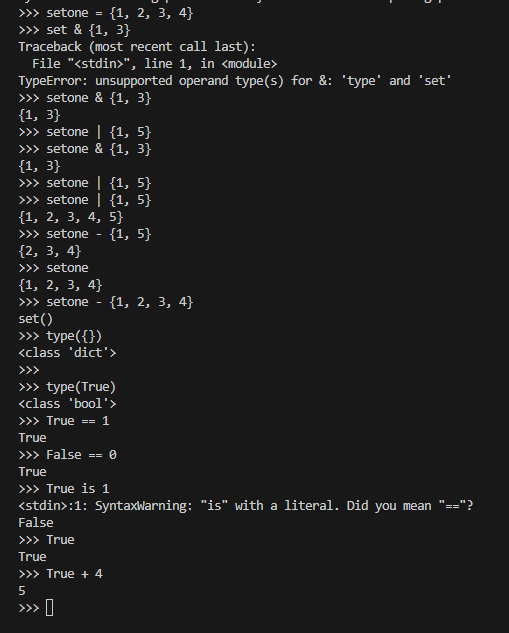 >>> setone = {1, 2, 3, 4}
>>> set & {1, 3}
Traceback (most recent call last):
  File "<stdin>", line 1, in <module>
TypeError: unsupported operand type(s) for &: 'type' and 'set'
>>> setone & {1, 3}
{1, 3}
>>> setone | {1, 5}
>>> setone & {1, 3}
{1, 3}
>>> setone | {1, 5}
>>> setone | {1, 5}
{1, 2, 3, 4, 5}
>>> setone - {1, 5}
{2, 3, 4}
>>> setone
{1, 2, 3, 4}
>>> setone - {1, 2, 3, 4}
set()
>>> type({})
<class 'dict'>
>>>
>>> type(True)
<class 'bool'>
>>> True == 1
True
>>> False == 0
True
>>> True is 1
<stdin>:1: SyntaxWarning: "is" with a literal. Did you mean "=="?
False
>>> True
True
>>> True + 4
5
>>>